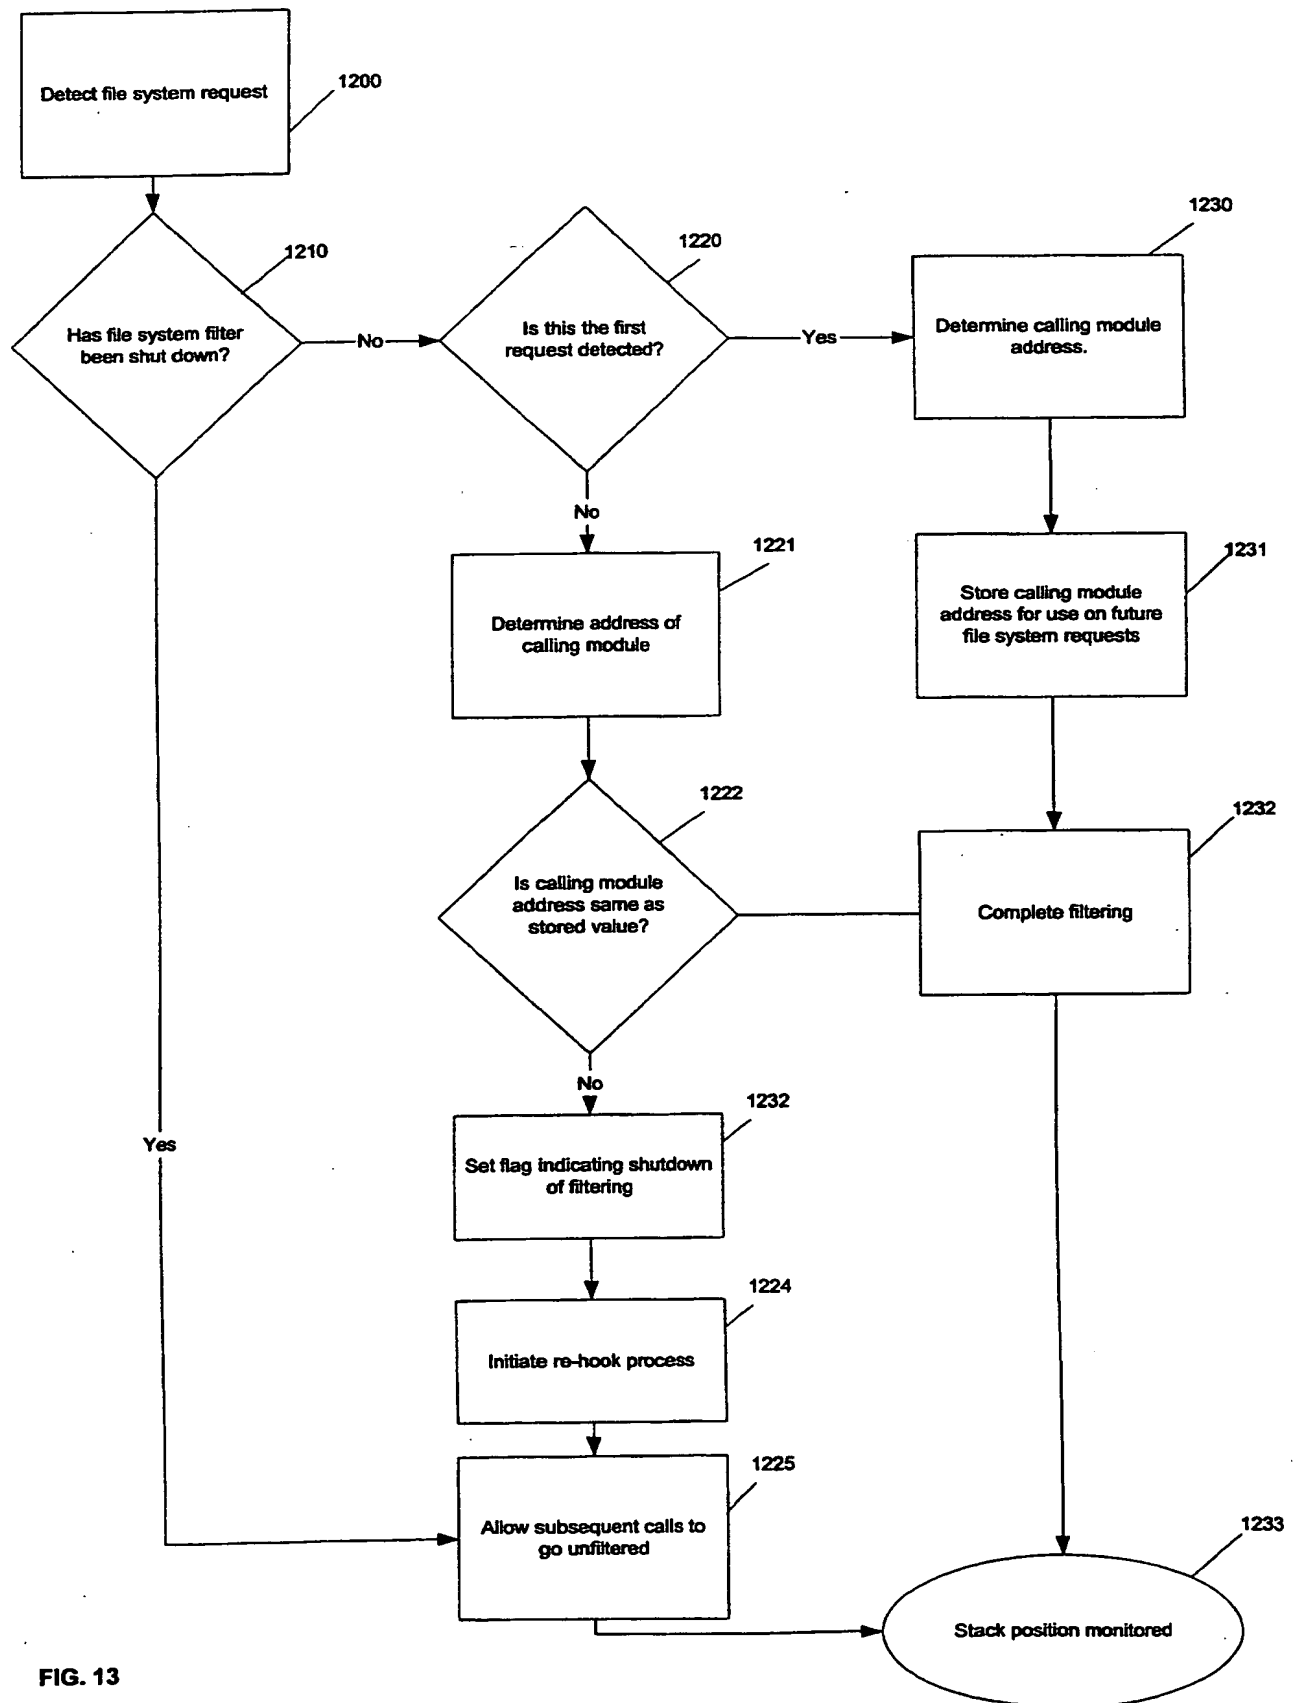 Detect file system request
1200
1210
Has file system filter
been shut down?
No
1220
Is this the first
request detected?
Yes
1230
Determine calling module
address.
No
1221
Determine address of
calling module
1231
Store calling module
address for use on future
file system requests
1222
Is calling module
address same as
stored value?
1232
Complete filtering
No
1232
Set flag indicating shutdown
of filtering
Yes
1224
Initiate re-hook process
1225
Allow subsequent calls to
go unfiltered
1233
Stack position monitored
FIG. 13